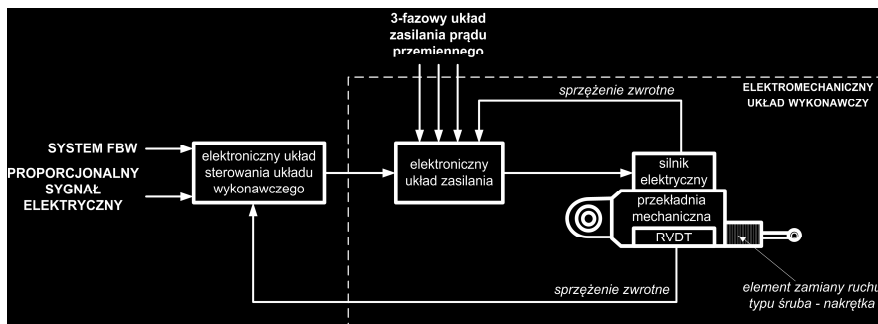 3-fazowy układ
zasilania prądu
przemiennego
sprzężenie zwrotne
ELEKTROMECHANICZNY
UKŁAD WYKONAWCZY
SYSTEM FBW
PROPORCJONALNY
SYGNAŁ
ELEKTRYCZNY
elektroniczny układ
sterowania układu
wykonawczego
elektroniczny
układ zasilania
silnik
elektryczny
przekładnia
mechaniczna
RVDT
sprzężenie zwrotne
element zamiany ruchu
typu śruba - nakrętka